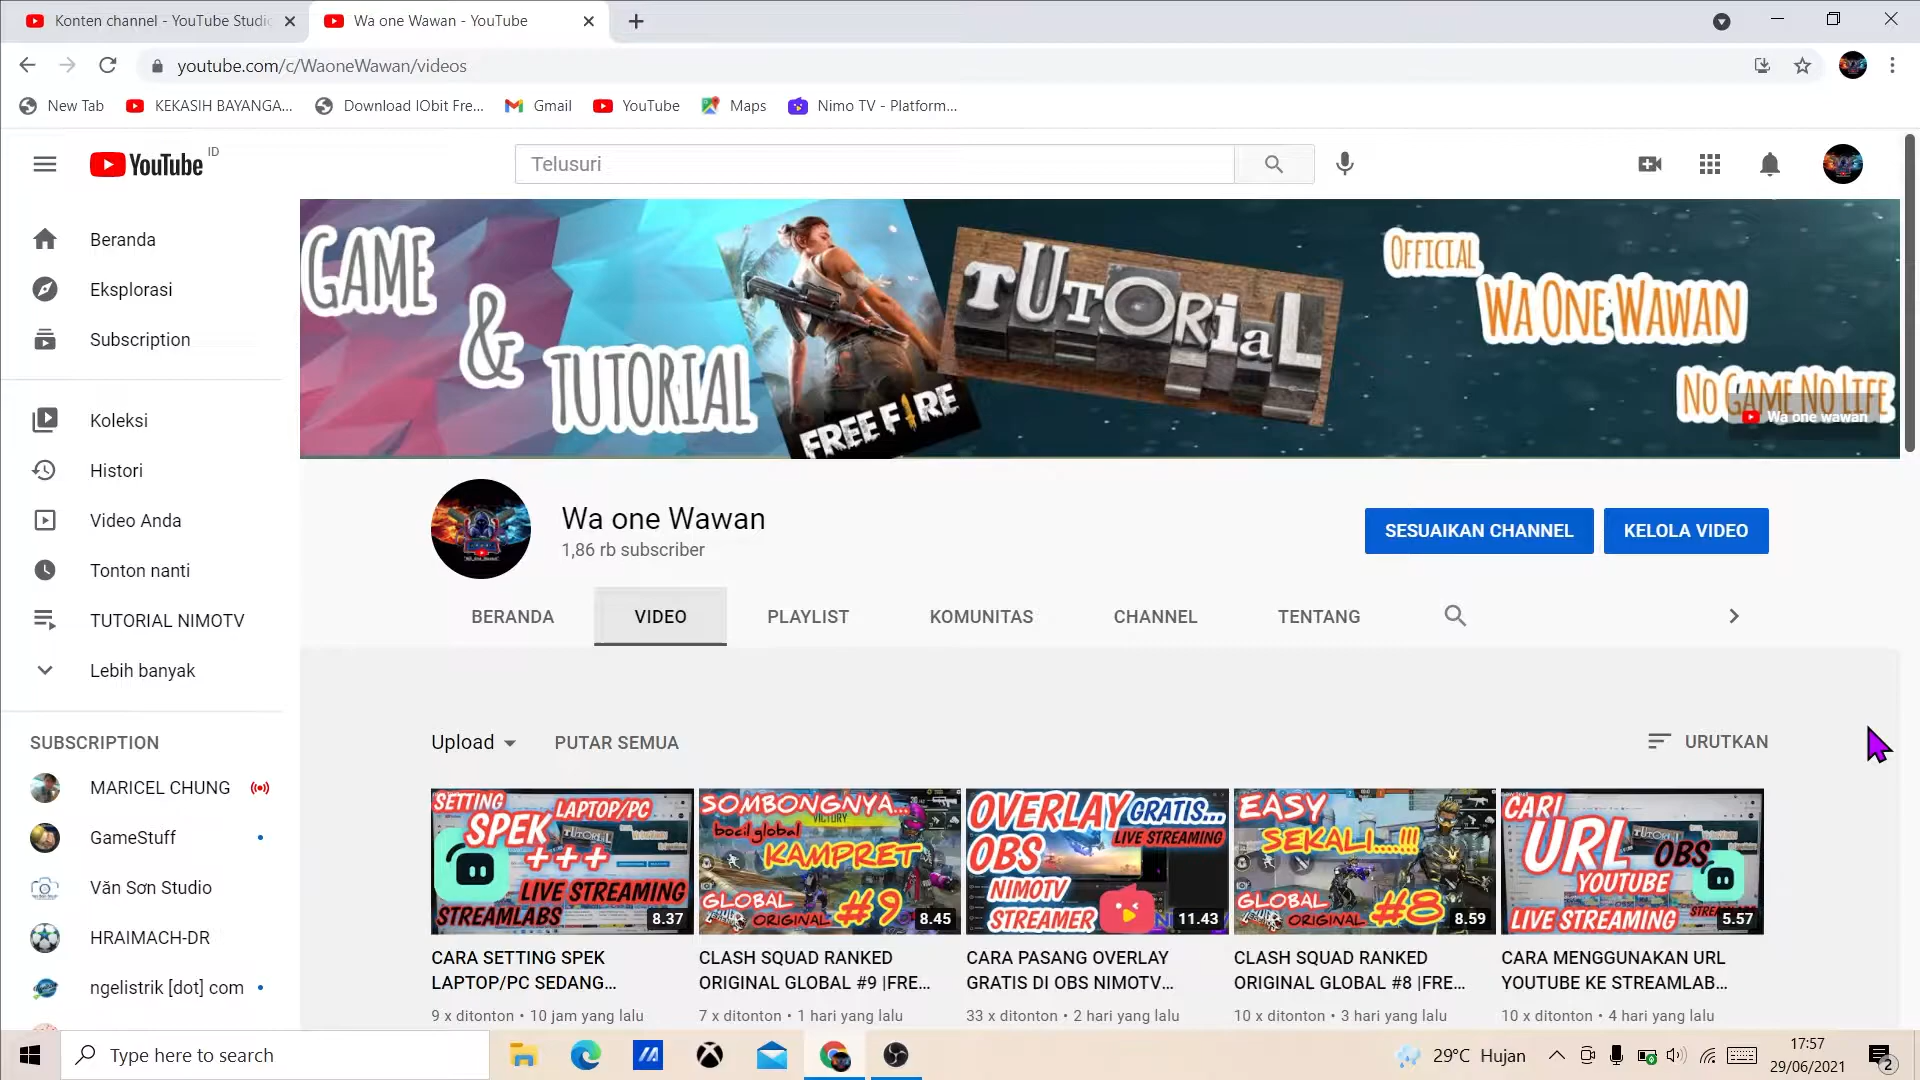 Konten channel - YouTube Studio
Wa one Wawan - YouTube
youtube.com/c/WaoneWawan/videos
New Tab
KEKASIH BAYANGA...
Download IObit Fre...
Gmail
YouTube
Maps
Nimo TV - Platform...
YouTube ID
Telusuri
Beranda
Eksplorasi
Subscription
Koleksi
Histori
Video Anda
Tonton nanti
TUTORIAL NIMOTV
Lebih banyak
SUBSCRIPTION
MARICEL CHUNG
GameStuff
Văn Sơn Studio
HRAIMACH-DR
ngelistrik [dot] com
GAME
&
TUTORIAL
FREE FIRE
TUTORIAL
OFFICIAL
WA ONE WAWAN
NO GAME NO LIFE
Wa one wawan
Wa one Wawan
1,86 rb subscriber
SESUAIKAN CHANNEL
KELOLA VIDEO
BERANDA
VIDEO
PLAYLIST
KOMUNITAS
CHANNEL
TENTANG
Upload
PUTAR SEMUA
URUTKAN
SETTING
LAPTOP/PC
SPEK
+++
LIVE STREAMING
STREAMLABS
8.37
CARA SETTING SPEK
LAPTOP/PC SEDANG...
9 x ditonton • 10 jam yang lalu
SOMBONGNYA...
VICTORY
bocil global
KAMPRET
GLOBAL
ORIGINAL
#9
8.45
CLASH SQUAD RANKED
ORIGINAL GLOBAL #9 |FRE...
7 x ditonton • 1 hari yang lalu
OVERLAY GRATIS...
LIVE STREAMING
OBS
NIMOTV
STREAMER
11.43
CARA PASANG OVERLAY
GRATIS DI OBS NIMOTV...
33 x ditonton • 2 hari yang lalu
EASY
SEKALI....!!!
GLOBAL
ORIGINAL
#8
8.59
CLASH SQUAD RANKED
ORIGINAL GLOBAL #8 |FRE...
10 x ditonton • 3 hari yang lalu
CARI
URL OBS
YOUTUBE
LIVE STREAMING
5.57
CARA MENGGUNAKAN URL
YOUTUBE KE STREAMLAB...
10 x ditonton • 4 hari yang lalu
Type here to search
29°C Hujan
17:57
29/06/2021
2